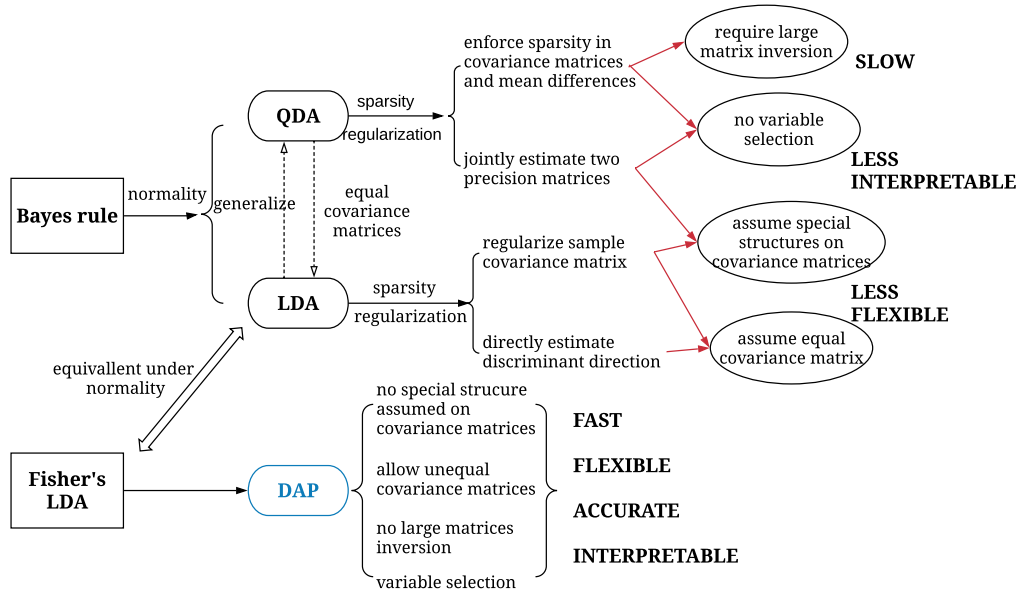 enforce sparsity in
covariance matrices
and mean differences
require large
matrix inversion
SLOW
QDA
sparsity
regularization
no variable
selection
jointly estimate two
precision matrices
LESS
INTERPRETABLE
Bayes rule
normality
generalize
equal
covariance
matrices
assume special
structures on
covariance matrices
regularize sample
covariance matrix
LESS
FLEXIBLE
LDA
sparsity
regularization
directly estimate
discriminant direction
assume equal
covariance matrix
equivallent under
normality
no special strucure
assumed on
covariance matrices
FAST
Fisher's
LDA
DAP
allow unequal
covariance matrices
FLEXIBLE
ACCURATE
no large matrices
inversion
INTERPRETABLE
variable selection